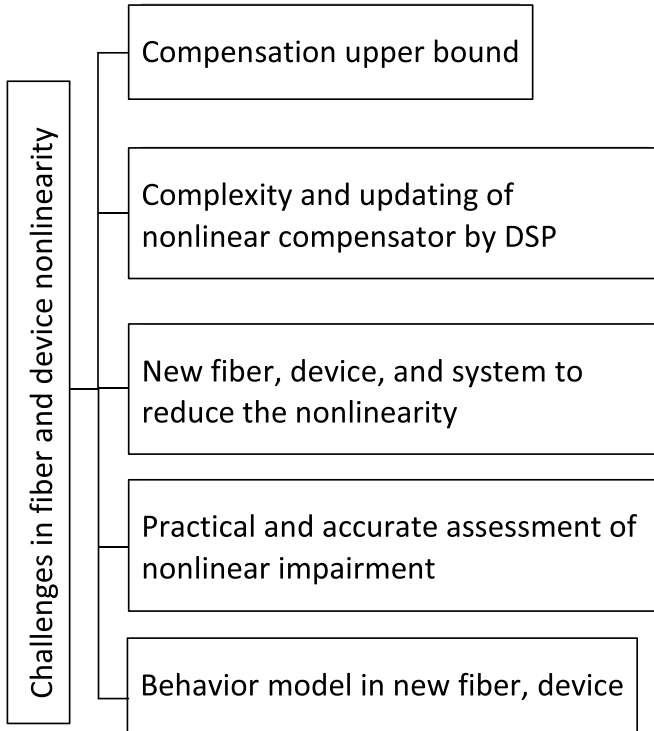 Challenges in fiber and device nonlinearity
Compensation upper bound
Complexity and updating of
nonlinear compensator by DSP
New fiber, device, and system to
reduce the nonlinearity
Practical and accurate assessment of
nonlinear impairment
Behavior model in new fiber, device